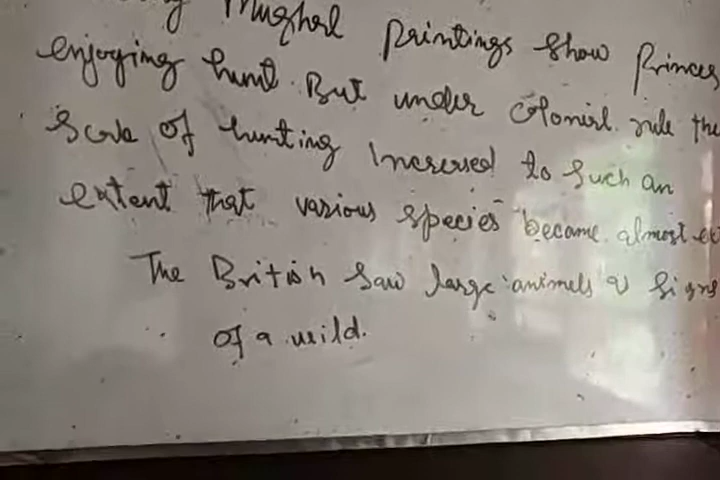 Mughal Paintings show Princes
enjoying hunt. But under Colonial rule the
Scale of hunting Increased to Such an
extent that various species became almost
The British Saw large animals as Signs
of a wild.